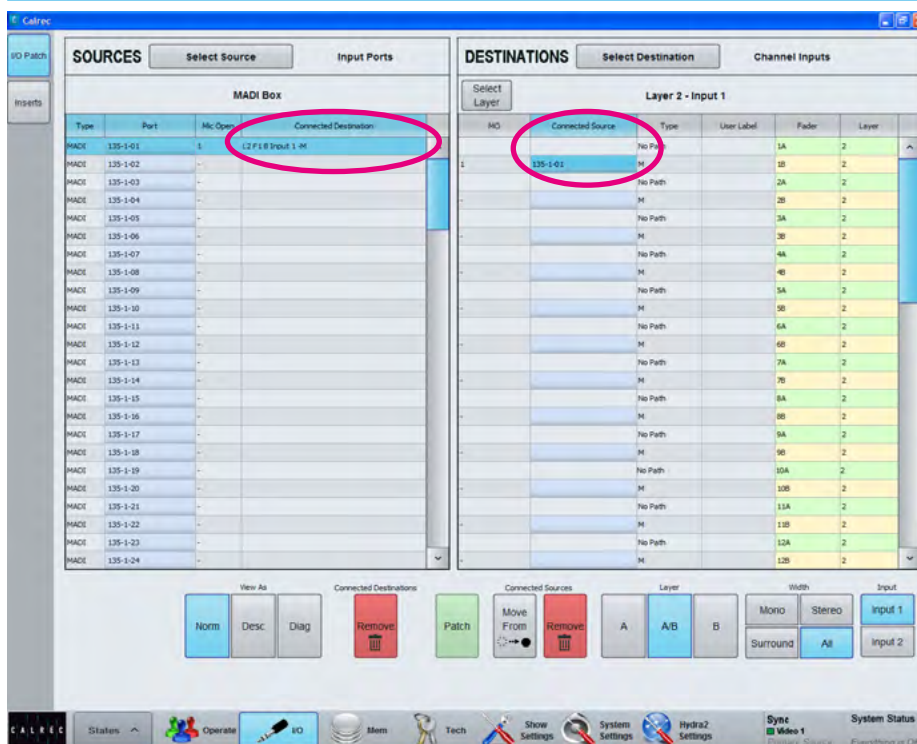 Calrec
I/O Patch
Inserts
SOURCES Select Source Input Ports
MADI Box
Type Port Mic Open Connected Destination
MADI 135-1-01 1 L2 F1B Input 1 -M
MADI 135-1-02 -
MADI 135-1-03 -
MADI 135-1-04 -
MADI 135-1-05 -
MADI 135-1-06 -
MADI 135-1-07 -
MADI 135-1-08 -
MADI 135-1-09 -
MADI 135-1-10 -
MADI 135-1-11 -
MADI 135-1-12 -
MADI 135-1-13 -
MADI 135-1-14 -
MADI 135-1-15 -
MADI 135-1-16 -
MADI 135-1-17 -
MADI 135-1-18 -
MADI 135-1-19 -
MADI 135-1-20 -
MADI 135-1-21 -
MADI 135-1-22 -
MADI 135-1-23 -
MADI 135-1-24 -
DESTINATIONS Select Destination Channel Inputs
Select Layer
Layer 2 - Input 1
MO Connected Source Type User Label Fader Layer
No Path 1A 2
1 135-1-01 M 1B 2
No Path 2A 2
- M 2B 2
No Path 3A 2
- M 3B 2
No Path 4A 2
- M 4B 2
No Path 5A 2
- M 5B 2
No Path 6A 2
- M 6B 2
No Path 7A 2
- M 7B 2
No Path 8A 2
- M 8B 2
No Path 9A 2
- M 9B 2
No Path 10A 2
- M 10B 2
No Path 11A 2
- M 11B 2
No Path 12A 2
- M 12B 2
View As
Norm Desc Diag
Connected Destinations
Remove
Patch
Connected Sources
Move From
Remove
Layer
A A/B B
Width
Mono Stereo
Surround All
Input
Input 1
Input 2
CALREC
States
Operate
I/O
Mem
Tech
Show Settings
System Settings
Hydra2 Settings
Sync
Video 1
System Status